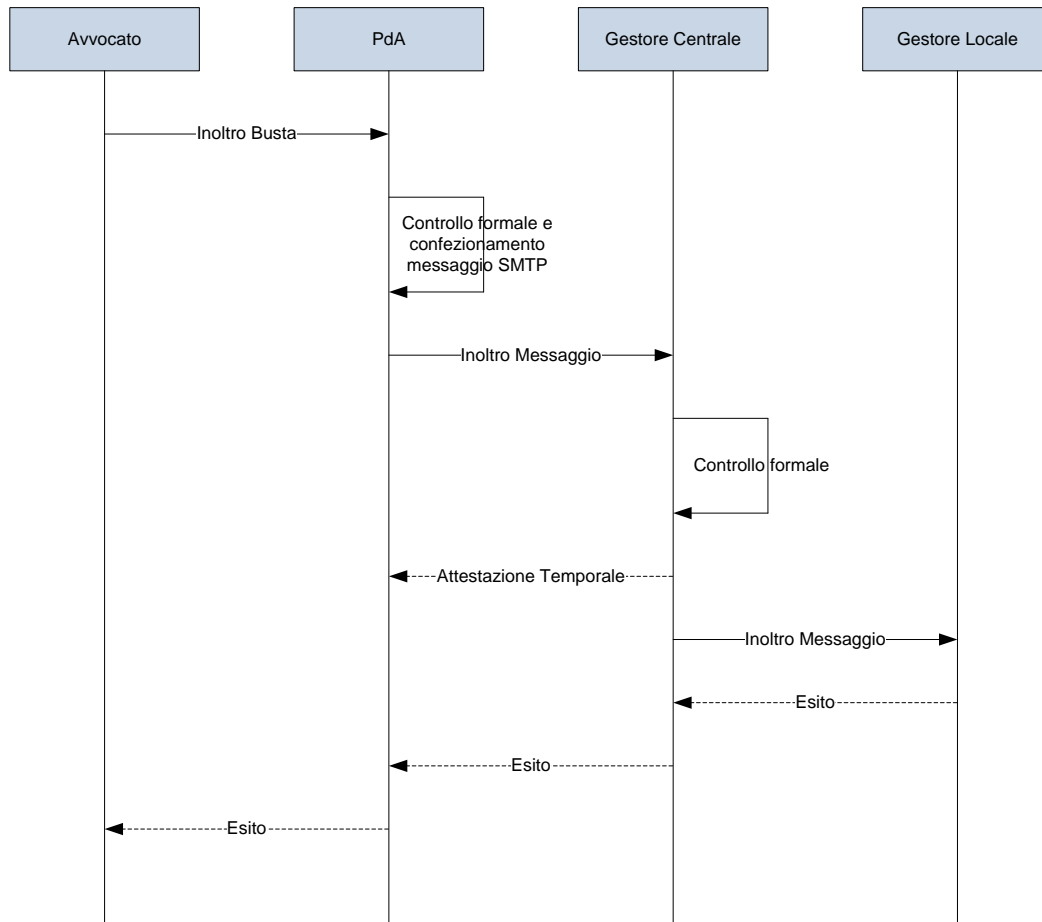 Avvocato
PdA
Gestore Centrale
Gestore Locale
Inoltro Busta
Controllo formale e
confezionamento
messaggio SMTP
Inoltro Messaggio
Controllo formale
Attestazione Temporale
Inoltro Messaggio
Esito
Esito
Esito